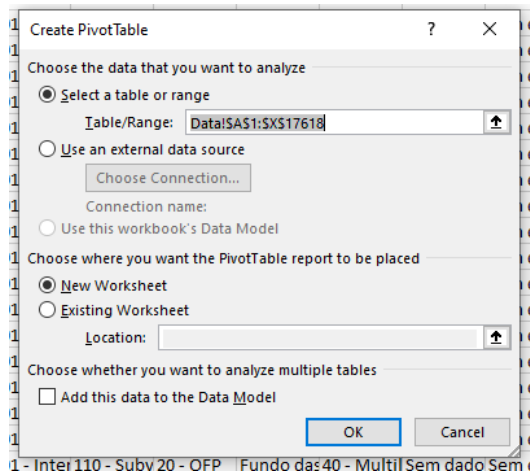 Create PivotTable ? ×
Choose the data that you want to analyze
Select a table or range
Table/Range: Data!$A$1:$X$17618
Use an external data source
Choose Connection...
Connection name:
Use this workbook's Data Model
Choose where you want the PivotTable report to be placed
New Worksheet
Existing Worksheet
Location:
Choose whether you want to analyze multiple tables
Add this data to the Data Model
OK Cancel
01 - Inter 110 - Subv 20 - OFP Fundo das 40 - Multil Sem dado Sem